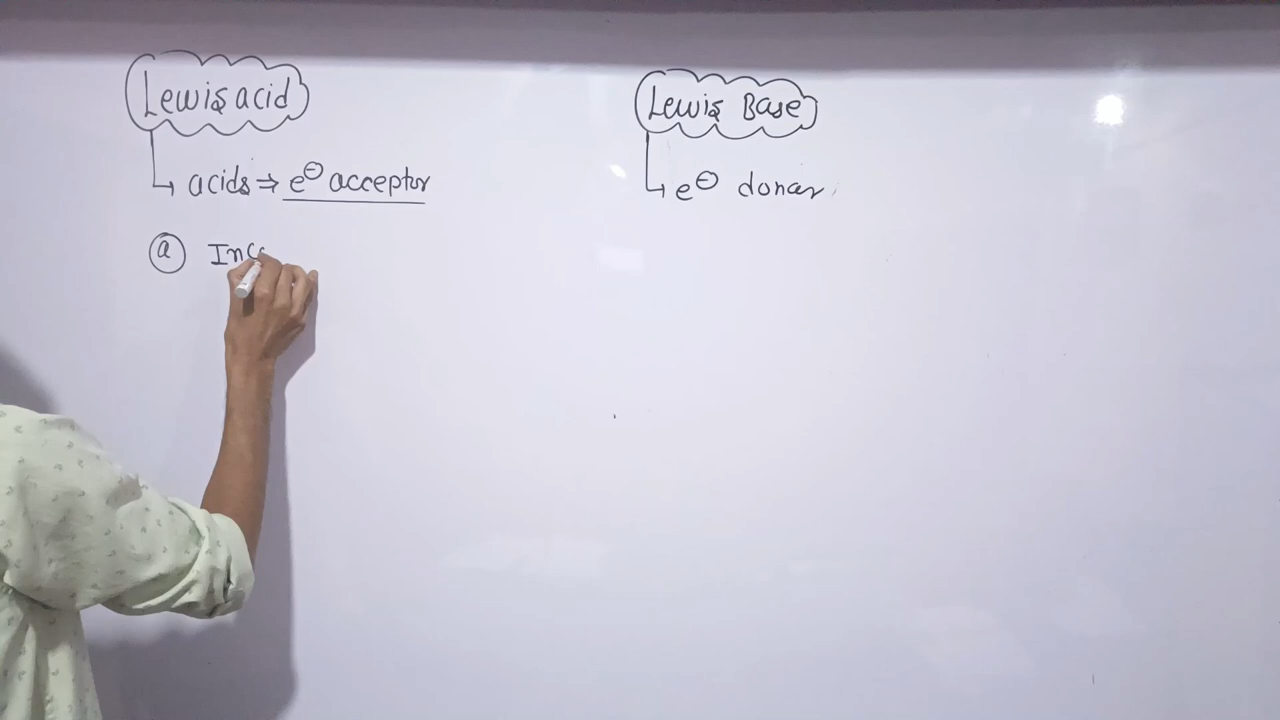 Lewis acid
↳ acids ⇒ e⊖ acceptor
ⓐ
Lewis Base
↳ e⊖ donar